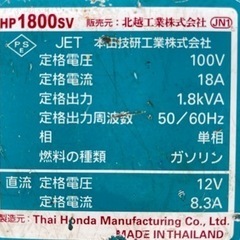 HP1800SV 販売元:北越工業株式会社 JN1
PSE JET 本田技研工業株式会社
定格電圧 100V
定格電流 18A
定格出力 1.8kVA
定格出力周波数 50/60Hz
相 単相
燃料の種類 ガソリン
直流 定格電圧 12V
定格電流 8.3A
製造元:Thai Honda Manufacturing Co., Ltd.
MADE IN THAILAND